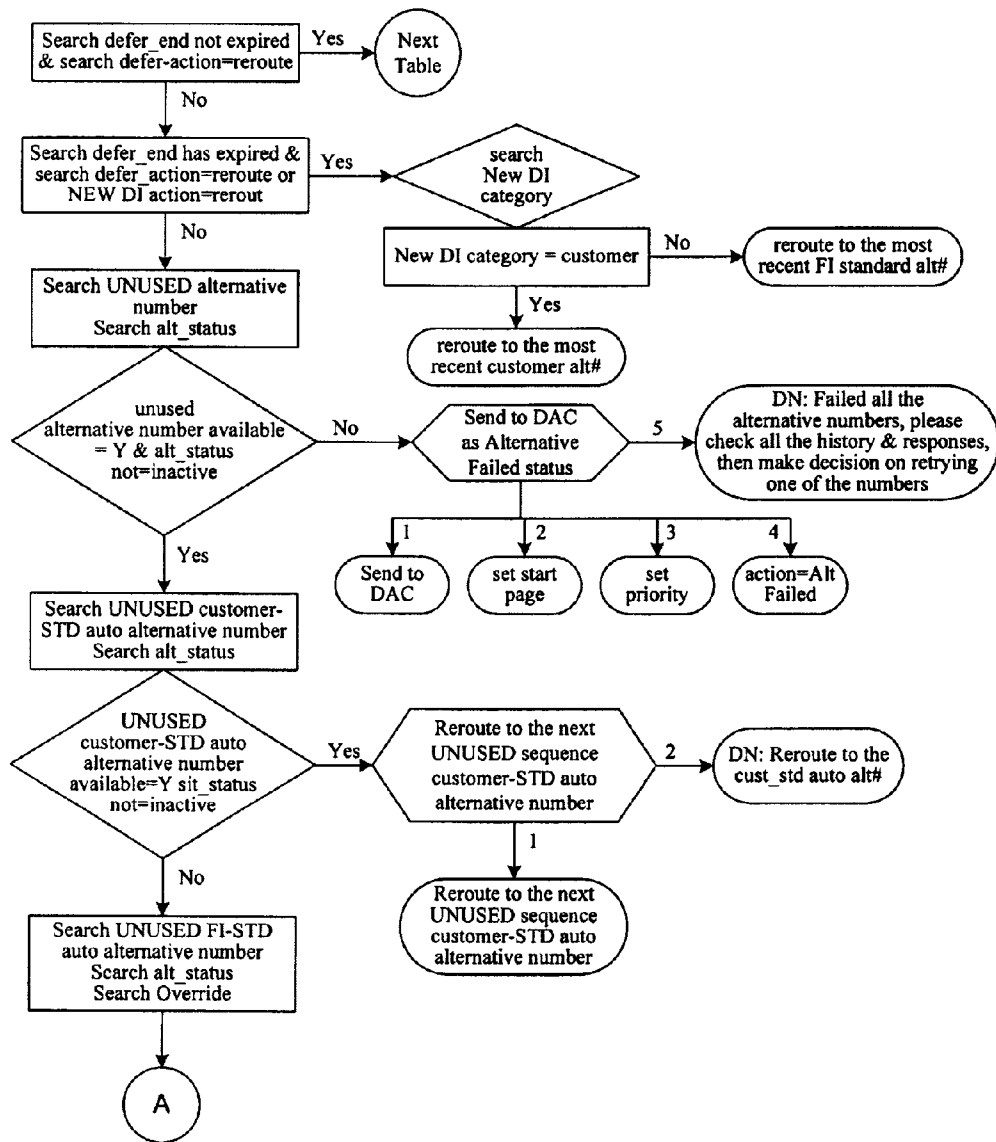 Search defer_end not expired
& search defer-action=reroute
Yes
Next
Table
No
Search defer_end has expired &
search defer_action=reroute or
NEW DI action=rerout
Yes
search
New DI
category
No
New DI category = customer
No
reroute to the most
recent FI standard alt#
Search UNUSED alternative
number
Search alt_status
Yes
reroute to the most
recent customer alt#
unused
alternative number available
= Y & alt_status
not=inactive
No
Send to DAC
as Alternative
Failed status
5
DN: Failed all the
alternative numbers, please
check all the history & responses,
then make decision on retrying
one of the numbers
1
2
3
4
Send to
DAC
set start
page
set
priority
action=Alt
Failed
Yes
Search UNUSED customer-
STD auto alternative number
Search alt_status
UNUSED
customer-STD auto
alternative number
available=Y sit_status
not=inactive
Yes
Reroute to the next
UNUSED sequence
customer-STD auto
alternative number
2
DN: Reroute to the
cust_std auto alt#
1
Reroute to the next
UNUSED sequence
customer-STD auto
alternative number
No
Search UNUSED FI-STD
auto alternative number
Search alt_status
Search Override
A